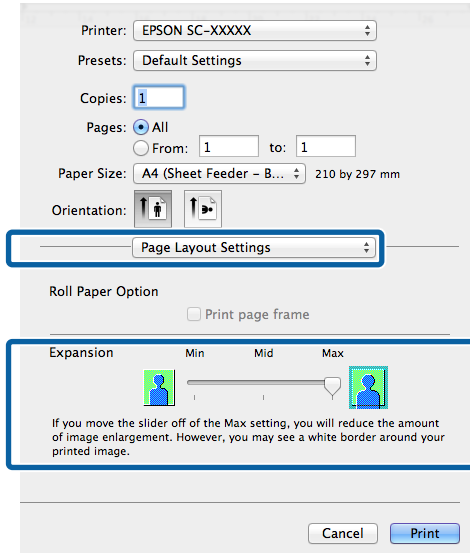 Printer: EPSON SC-XXXXX
Presets: Default Settings
Copies: 1
Pages: All
From: 1 to: 1
Paper Size: A4 (Sheet Feeder – B... 210 by 297 mm
Orientation:
Page Layout Settings
Roll Paper Option
Print page frame
Expansion Min Mid Max
If you move the slider off of the Max setting, you will reduce the amount
of image enlargement. However, you may see a white border around your
printed image.
Cancel Print